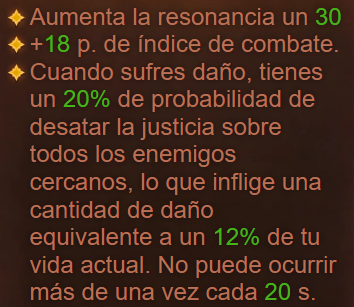 Aumenta la resonancia un 30
+18 p. de índice de combate.
Cuando sufres daño, tienes
un 20% de probabilidad de
desatar la justicia sobre
todos los enemigos
cercanos, lo que inflige una
cantidad de daño
equivalente a un 12% de tu
vida actual. No puede ocurrir
más de una vez cada 20 s.